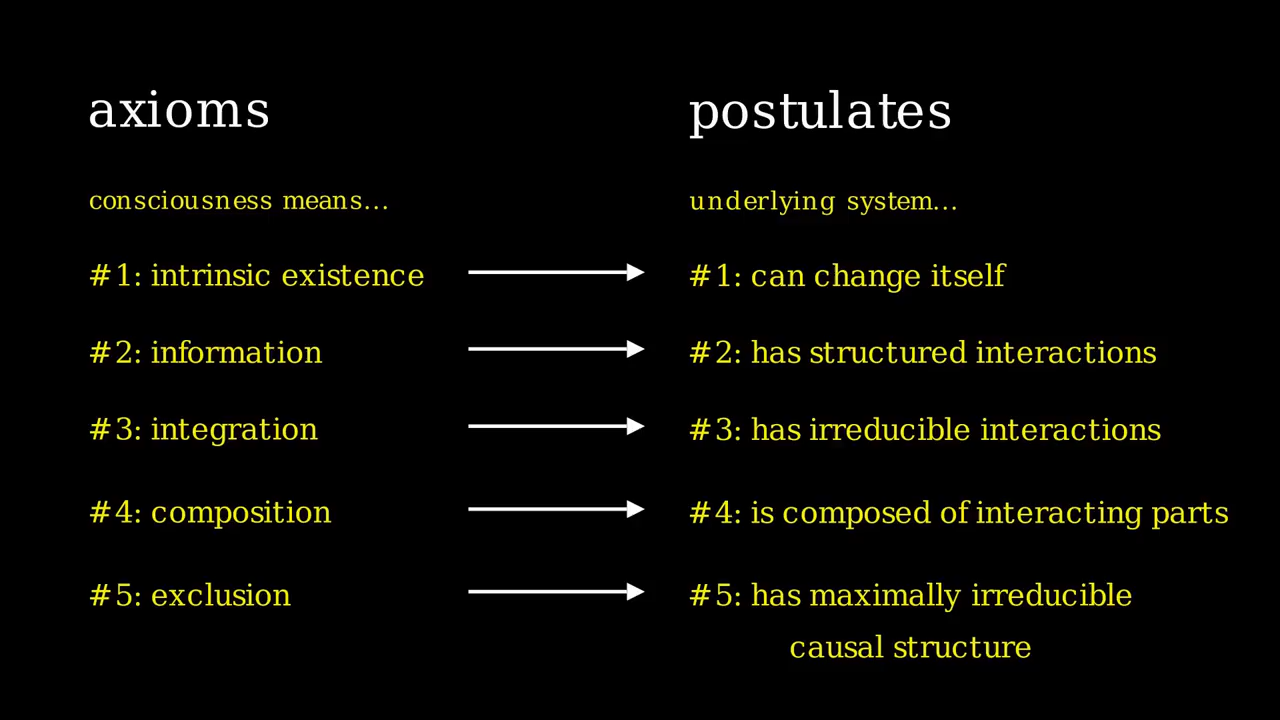 axioms
postulates
consciousness means...
underlying system...
#1: intrinsic existence
#1: can change itself
#2: information
#2: has structured interactions
#3: integration
#3: has irreducible interactions
#4: composition
#4: is composed of interacting parts
#5: exclusion
#5: has maximally irreducible
causal structure